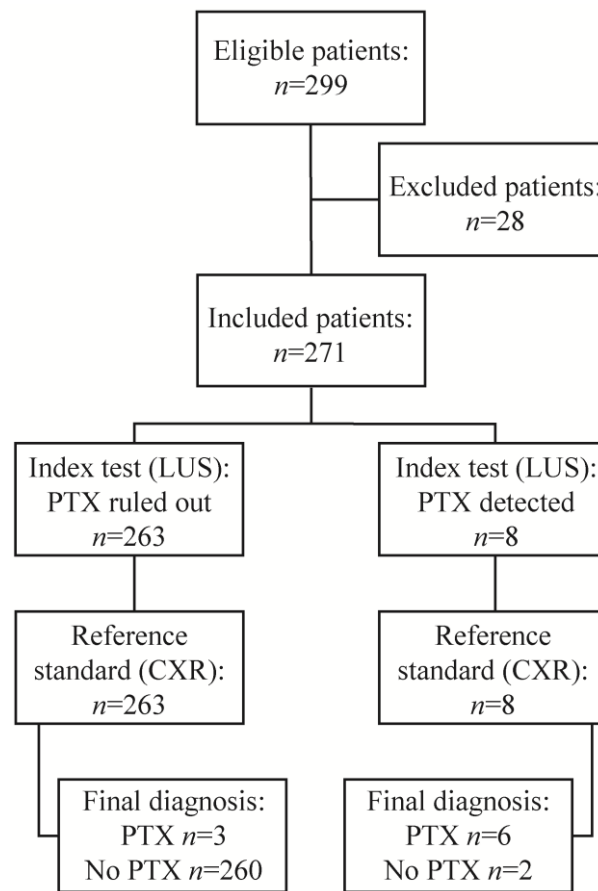 Eligible patients:
n=299
Excluded patients:
n=28
Included patients:
n=271
Index test (LUS):
PTX ruled out
n=263
Index test (LUS):
PTX detected
n=8
Reference
standard (CXR):
n=263
Reference
standard (CXR):
n=8
Final diagnosis:
PTX n=3
No PTX n=260
Final diagnosis:
PTX n=6
No PTX n=2